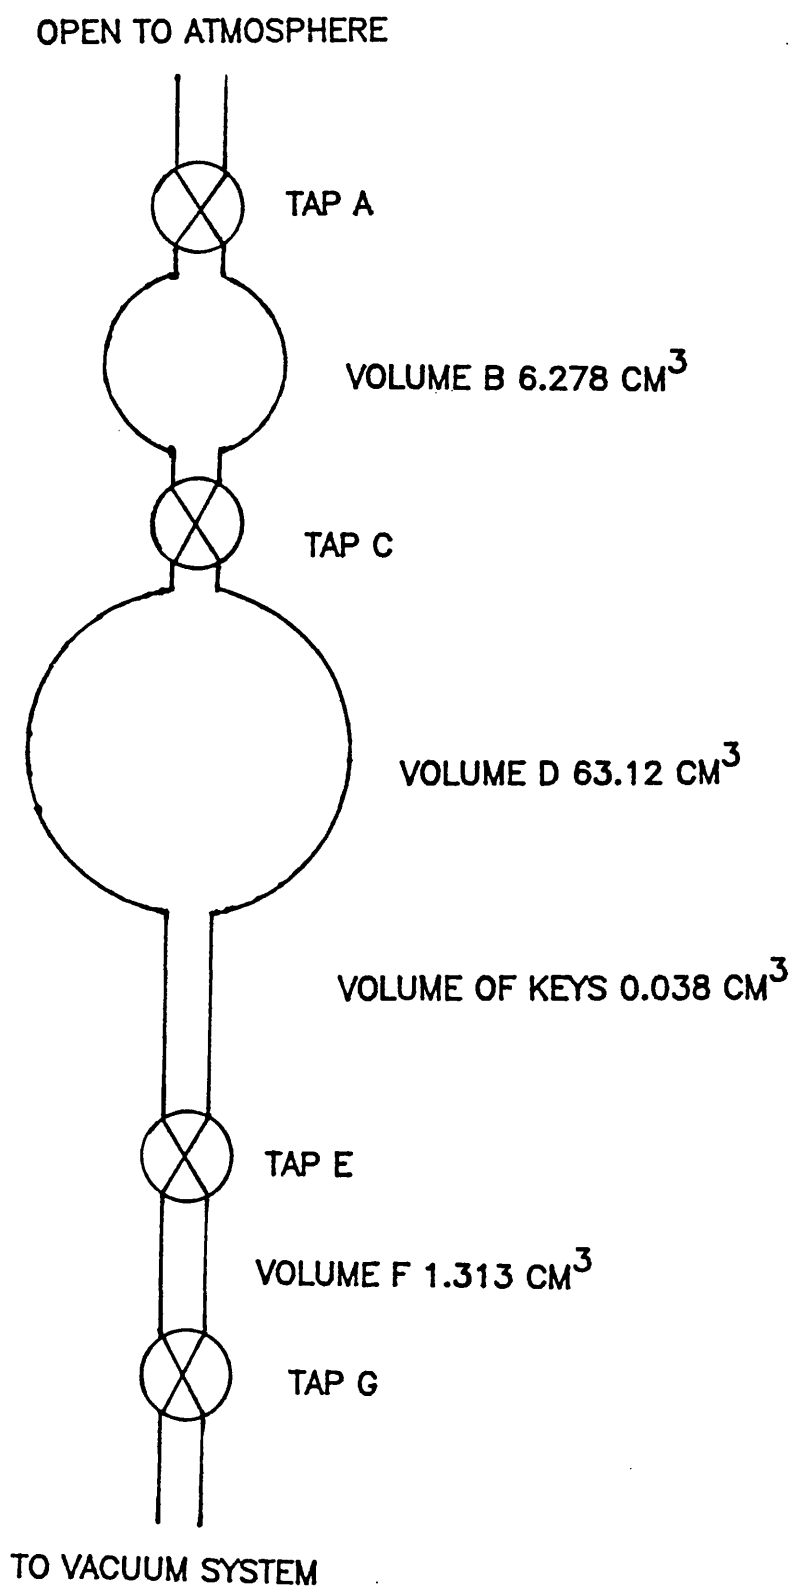 OPEN TO ATMOSPHERE
TAP A
VOLUME B 6.278 CM³
TAP C
VOLUME D 63.12 CM³
VOLUME OF KEYS 0.038 CM³
TAP E
VOLUME F 1.313 CM³
TAP G
TO VACUUM SYSTEM